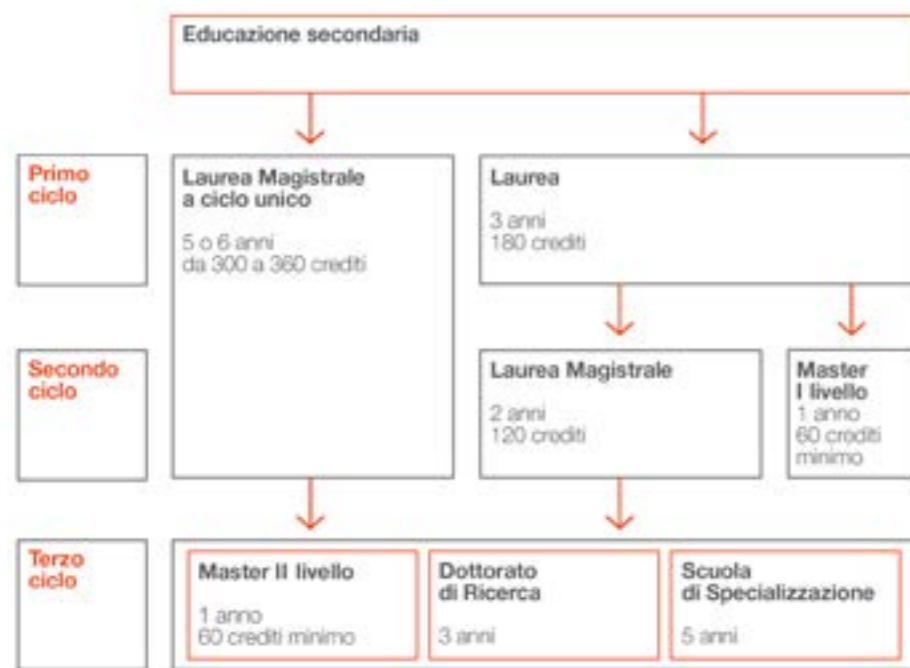 Educazione secondaria
Primo
ciclo
Laurea Magistrale
a ciclo unico
5 o 6 anni
da 300 a 360 crediti
Laurea
3 anni
180 crediti
Secondo
ciclo
Laurea Magistrale
2 anni
120 crediti
Master
I livello
1 anno
60 crediti
minimo
Terzo
ciclo
Master II livello
1 anno
60 crediti minimo
Dottorato
di Ricerca
3 anni
Scuola
di Specializzazione
5 anni